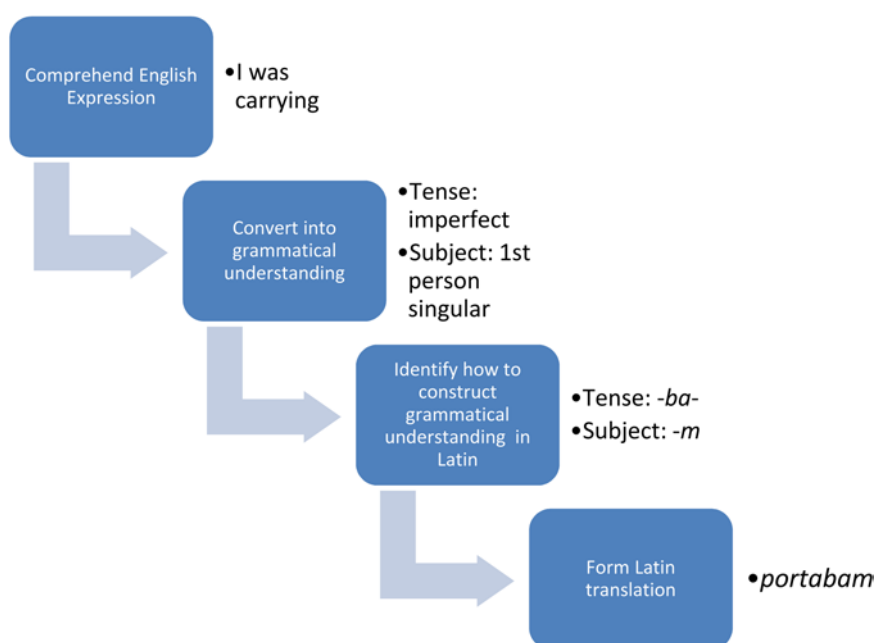 Comprehend English
Expression
•I was
carrying
Convert into
grammatical
understanding
•Tense:
imperfect
•Subject: 1st
person
singular
Identify how to
construct
grammatical
understanding in
Latin
•Tense: -ba-
•Subject: -m
Form Latin
translation
•portabam